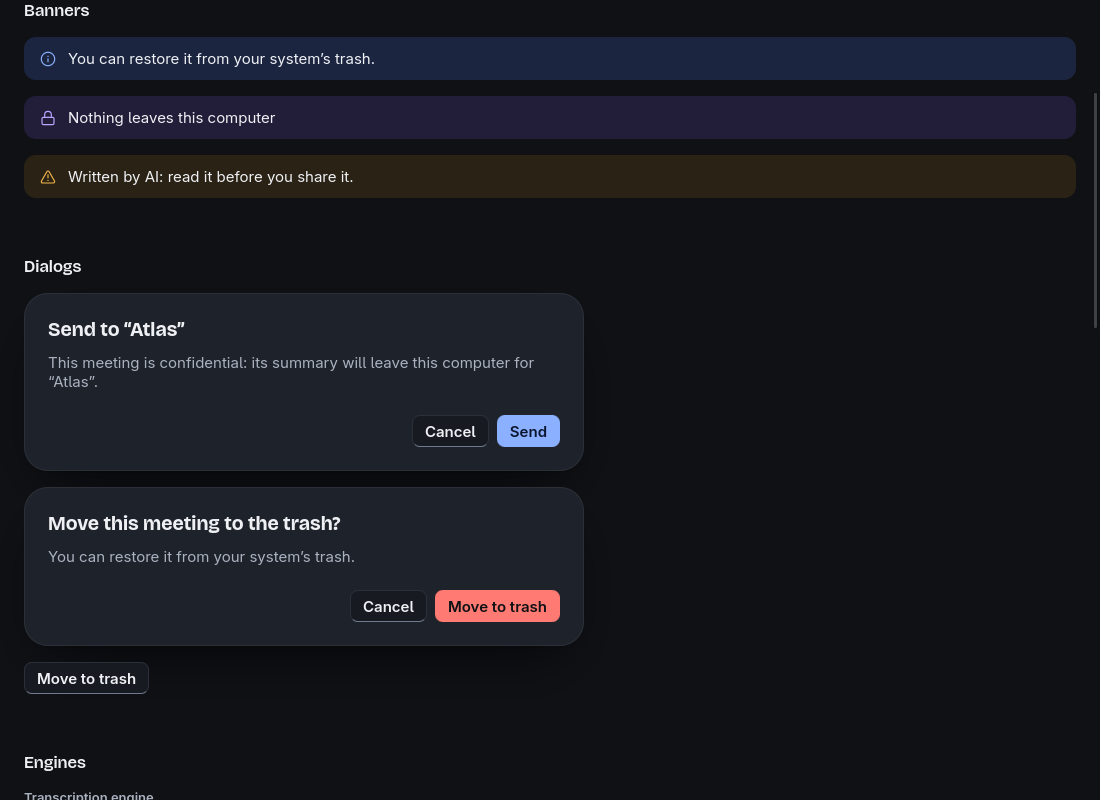 Banners
You can restore it from your system’s trash.
Nothing leaves this computer
Written by AI: read it before you share it.
Dialogs
Send to “Atlas”
This meeting is confidential: its summary will leave this computer for
“Atlas”.
Cancel
Send
Move this meeting to the trash?
You can restore it from your system’s trash.
Cancel
Move to trash
Move to trash
Engines
Transcription engine